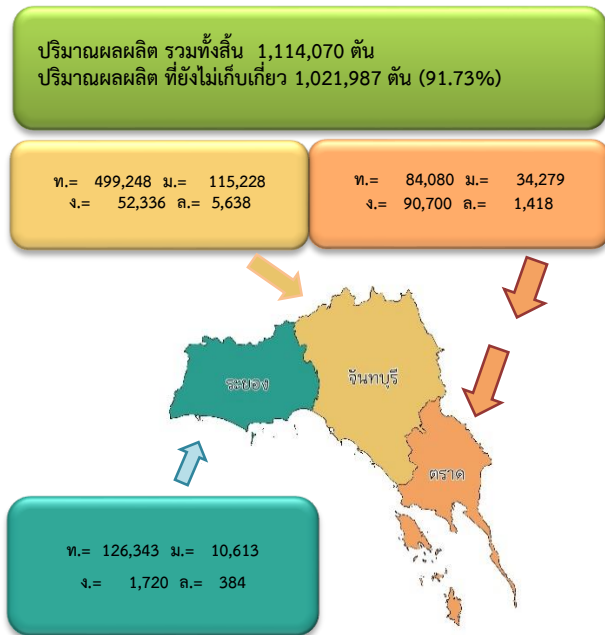 ปริมาณผลผลิต รวมทั้งสิ้น 1,114,070 ตัน
ปริมาณผลผลิต ที่ยังไม่เก็บเกี่ยว 1,021,987 ตัน (91.73%)
ท.= 499,248 ม.= 115,228
ง.= 52,336 ล.= 5,638
ท.= 84,080 ม.= 34,279
ง.= 90,700 ล.= 1,418
ระยอง
จันทบุรี
ตราด
ท.= 126,343 ม.= 10,613
ง.= 1,720 ล.= 384